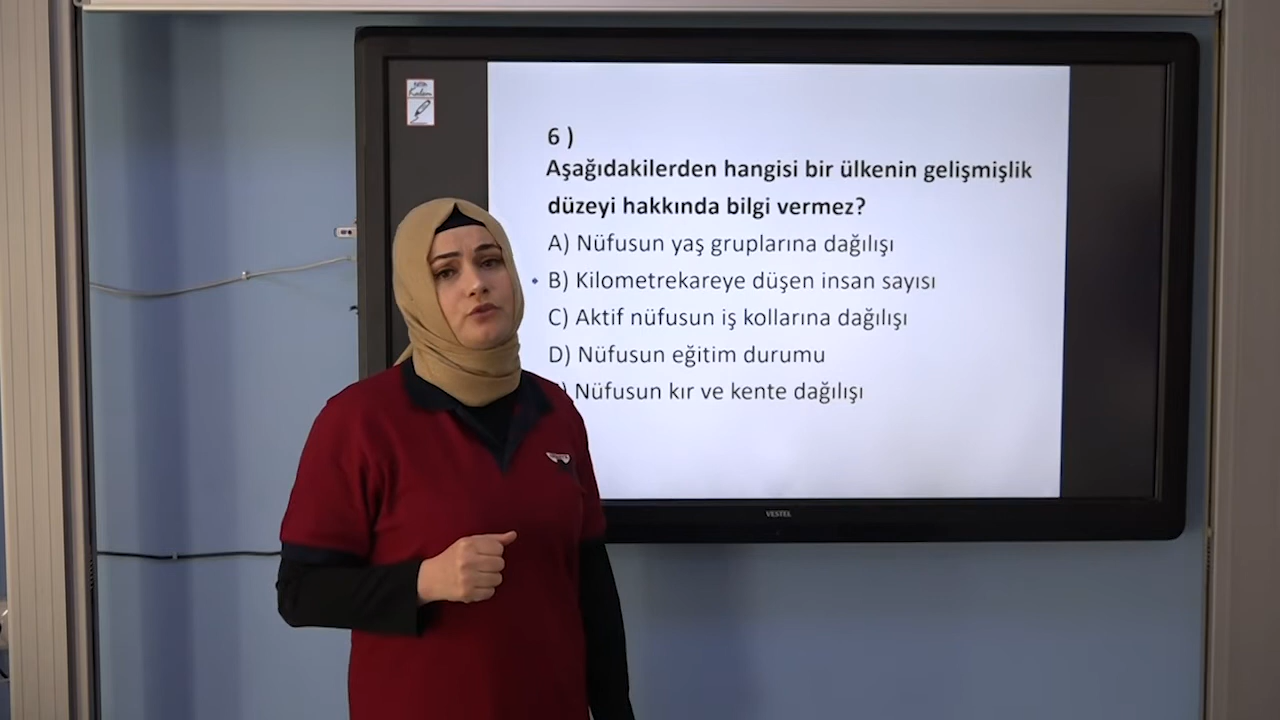 Kalem
6 )
Aşağıdakilerden hangisi bir ülkenin gelişmişlik
düzeyi hakkında bilgi vermez?
A) Nüfusun yaş gruplarına dağılışı
B) Kilometrekareye düşen insan sayısı
C) Aktif nüfusun iş kollarına dağılışı
D) Nüfusun eğitim durumu
) Nüfusun kır ve kente dağılışı
VESTEL